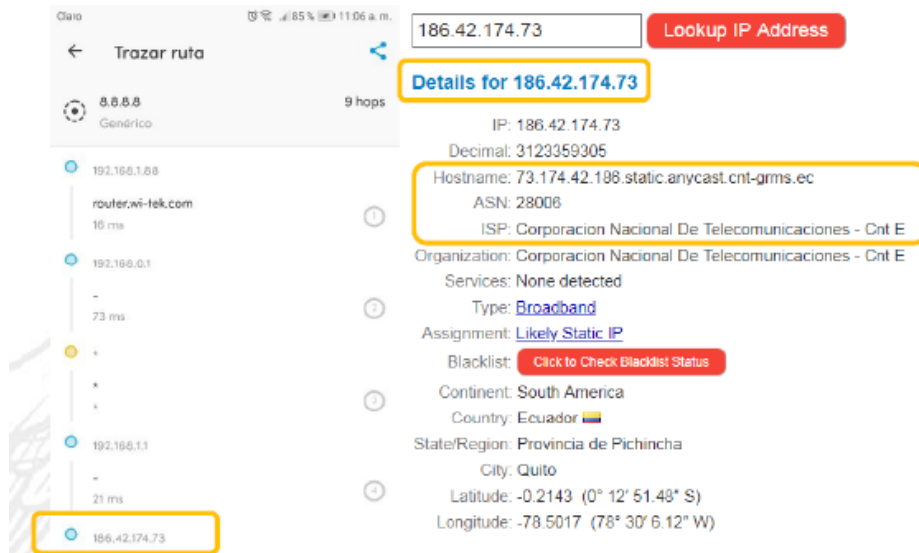 Claro
85 % 11:06 a. m.
Trazar ruta
8.8.8.8
9 hops
Genérico
192.168.1.88
router.wi-tek.com
16 ms
1
192.168.0.1
-
73 ms
2
*
*
*
3
192.168.1.1
-
21 ms
4
186.42.174.73
186.42.174.73
Lookup IP Address
Details for 186.42.174.73
IP: 186.42.174.73
Decimal: 3123359305
Hostname: 73.174.42.186.static.anycast.cnt-grms.ec
ASN: 28006
ISP: Corporacion Nacional De Telecomunicaciones - Cnt E
Organization: Corporacion Nacional De Telecomunicaciones - Cnt E
Services: None detected
Type: Broadband
Assignment: Likely Static IP
Blacklist: Click to Check Blacklist Status
Continent: South America
Country: Ecuador
State/Region: Provincia de Pichincha
City: Quito
Latitude: -0.2143 (0° 12′ 51.48″ S)
Longitude: -78.5017 (78° 30′ 6.12″ W)